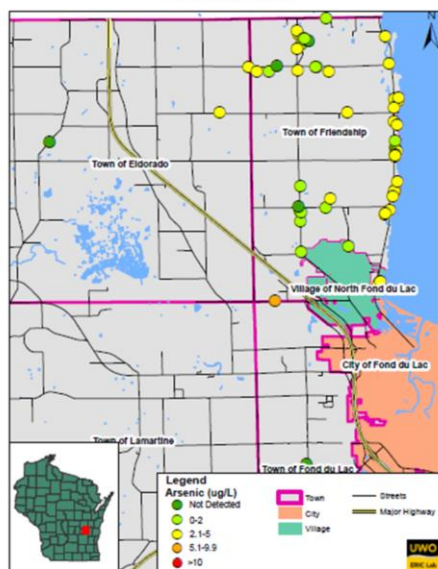 N
Town of Friendship
Town of Eldorado
Village of North Fond du Lac
City of Fond du Lac
Town of Lamartine
Town of Fond du Lac
Legend
Arsenic (ug/L)
Not Detected
0-2
2.1-5
5.1-9.9
>10
Town
City
Village
Streets
Major Highway
UWO
ERIC Lab